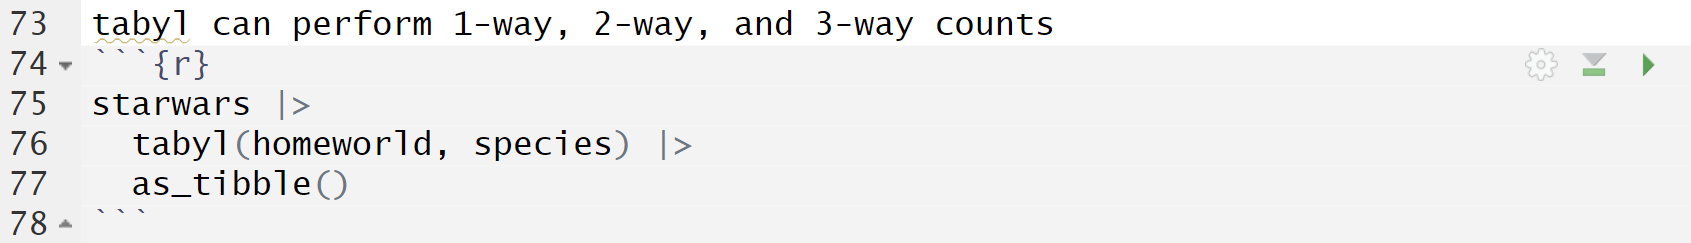 73 tabyl can perform 1-way, 2-way, and 3-way counts
74 ```{r}
75 starwars |>
76   tabyl(homeworld, species) |>
77   as_tibble()
78 ```